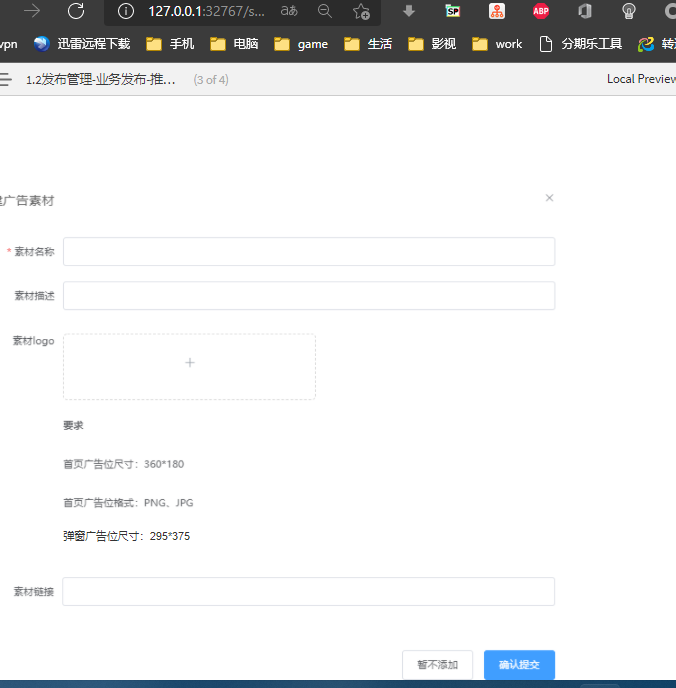 127.0.0.1:32767/s...
vpn 迅雷远程下载 手机 电脑 game 生活 影视 work 分期乐工具
1.2发布管理-业务发布-推... (3 of 4) Local Preview
广告素材
* 素材名称
素材描述
素材logo
+
要求
首页广告位尺寸：360*180
首页广告位格式：PNG、JPG
弹窗广告位尺寸：295*375
素材链接
暂不添加 确认提交